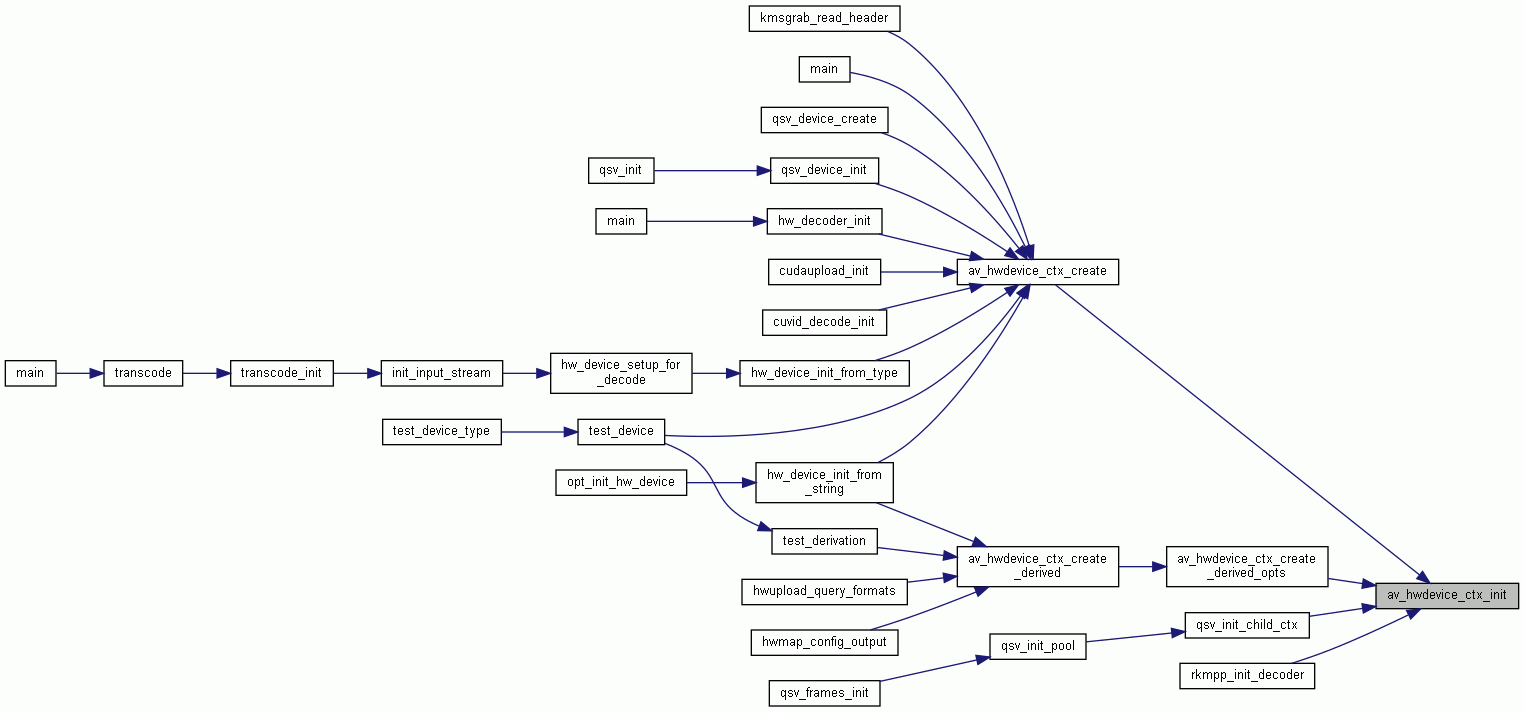 kmsgrab_read_header
main
qsv_device_create
qsv_init
qsv_device_init
main
hw_decoder_init
cudaupload_init
av_hwdevice_ctx_create
cuvid_decode_init
main
transcode
transcode_init
init_input_stream
hw_device_setup_for
_decode
hw_device_init_from_type
test_device_type
test_device
opt_init_hw_device
hw_device_init_from
_string
test_derivation
av_hwdevice_ctx_create
_derived
av_hwdevice_ctx_create
_derived_opts
hwupload_query_formats
av_hwdevice_ctx_init
hwmap_config_output
qsv_init_pool
qsv_init_child_ctx
rkmpp_init_decoder
qsv_frames_init